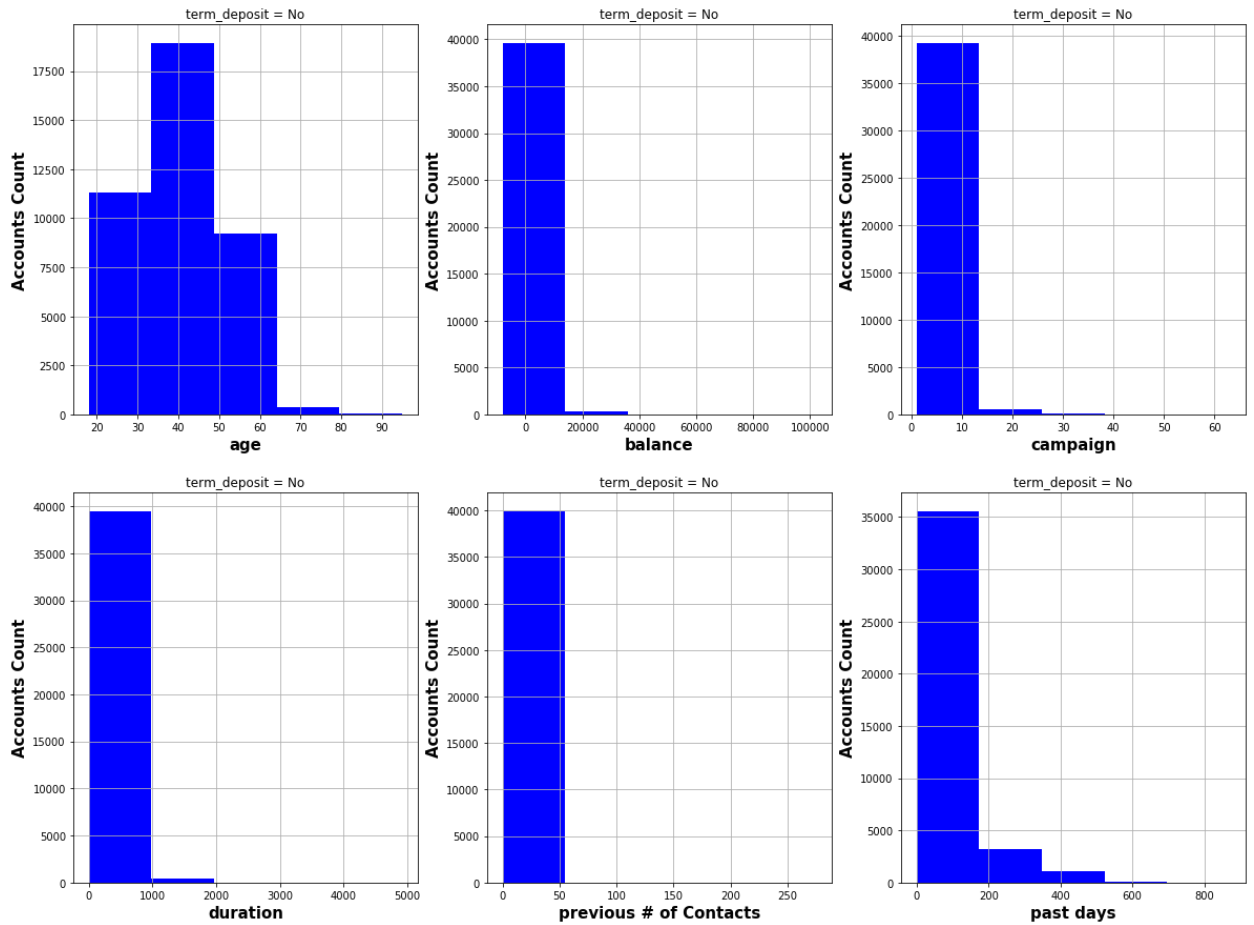 term_deposit = No
17500
15000
12500
10000
7500
5000
2500
0
Accounts Count
20 30 40 50 60 70 80 90
age
term_deposit = No
40000
35000
30000
25000
20000
15000
10000
5000
0
Accounts Count
0 20000 40000 60000 80000 100000
balance
term_deposit = No
40000
35000
30000
25000
20000
15000
10000
5000
0
Accounts Count
0 10 20 30 40 50 60
campaign
term_deposit = No
40000
35000
30000
25000
20000
15000
10000
5000
0
Accounts Count
0 1000 2000 3000 4000 5000
duration
term_deposit = No
40000
35000
30000
25000
20000
15000
10000
5000
0
Accounts Count
0 50 100 150 200 250
previous # of Contacts
term_deposit = No
35000
30000
25000
20000
15000
10000
5000
0
Accounts Count
0 200 400 600 800
past days